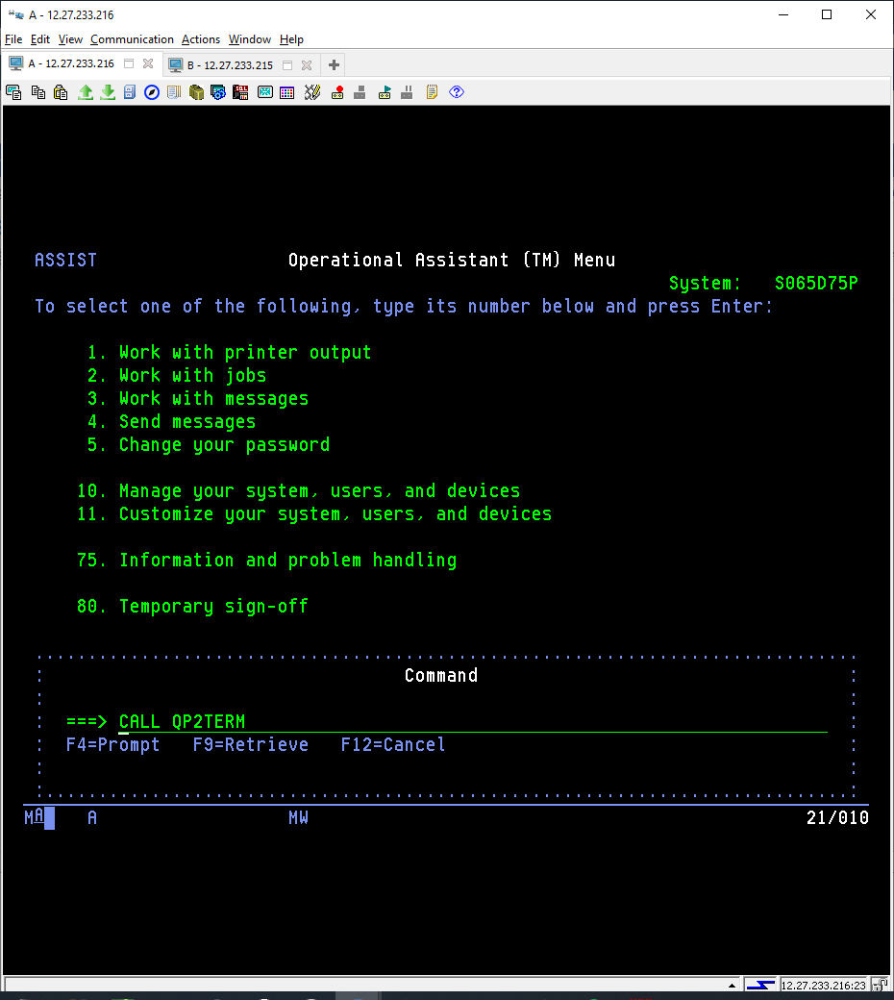 A - 12.27.233.216
File Edit View Communication Actions Window Help
A - 12.27.233.216 B - 12.27.233.215
ASSIST Operational Assistant (TM) Menu
System: S065D75P
To select one of the following, type its number below and press Enter:
1. Work with printer output
2. Work with jobs
3. Work with messages
4. Send messages
5. Change your password
10. Manage your system, users, and devices
11. Customize your system, users, and devices
75. Information and problem handling
80. Temporary sign-off
Command
===> CALL QP2TERM
F4=Prompt F9=Retrieve F12=Cancel
MA A MW 21/010
12.27.233.216:23